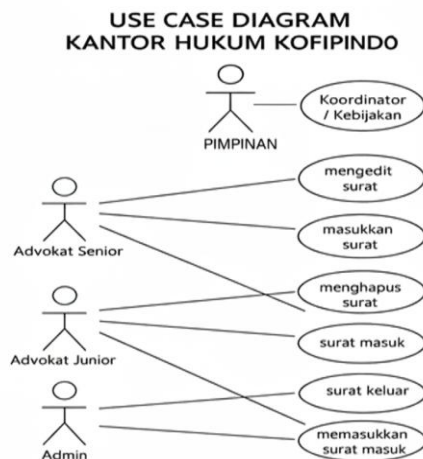 USE CASE DIAGRAM
KANTOR HUKUM KOFIPIND0
Koordinator
/ Kebijakan
PIMPINAN
mengedit
surat
masukkan
surat
Advokat Senior
menghapus
surat
surat masuk
Advokat Junior
surat keluar
memasukkan
surat masuk
Admin